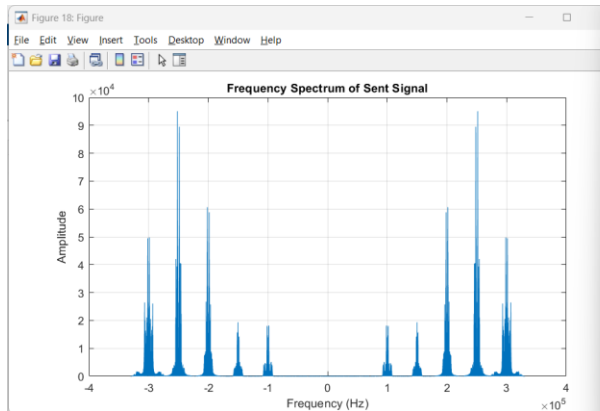 Figure 18: Figure
File Edit View Insert Tools Desktop Window Help
Frequency Spectrum of Sent Signal
×10⁴
10
9
8
7
6
5
4
3
2
1
0
Amplitude
-4 -3 -2 -1 0 1 2 3 4
Frequency (Hz)
×10⁵